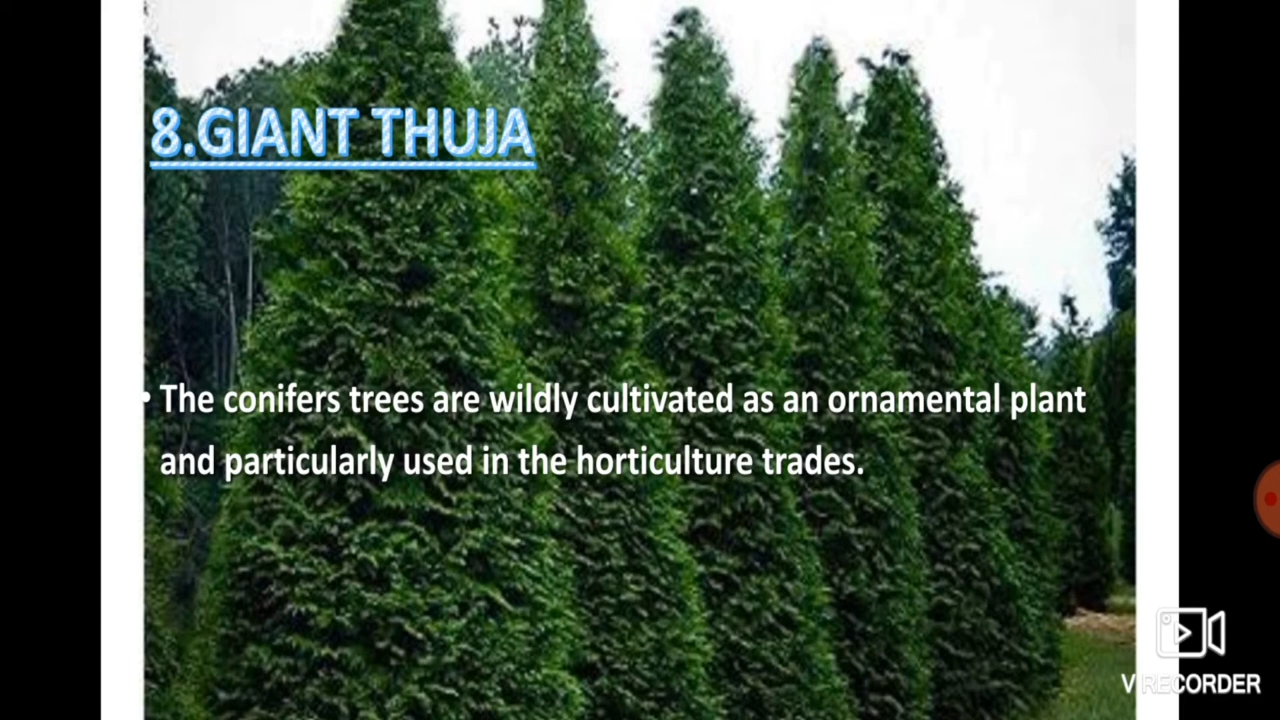 8.GIANT THUJA
• The conifers trees are wildly cultivated as an ornamental plant
and particularly used in the horticulture trades.
V RECORDER